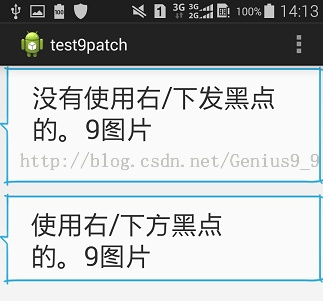 3G 3G 2G 100% 14:13
test9patch
没有使用右/下发黑点
的。9图片
http://blog.csdn.net/Genius9_9
使用右/下方黑点
的。9图片